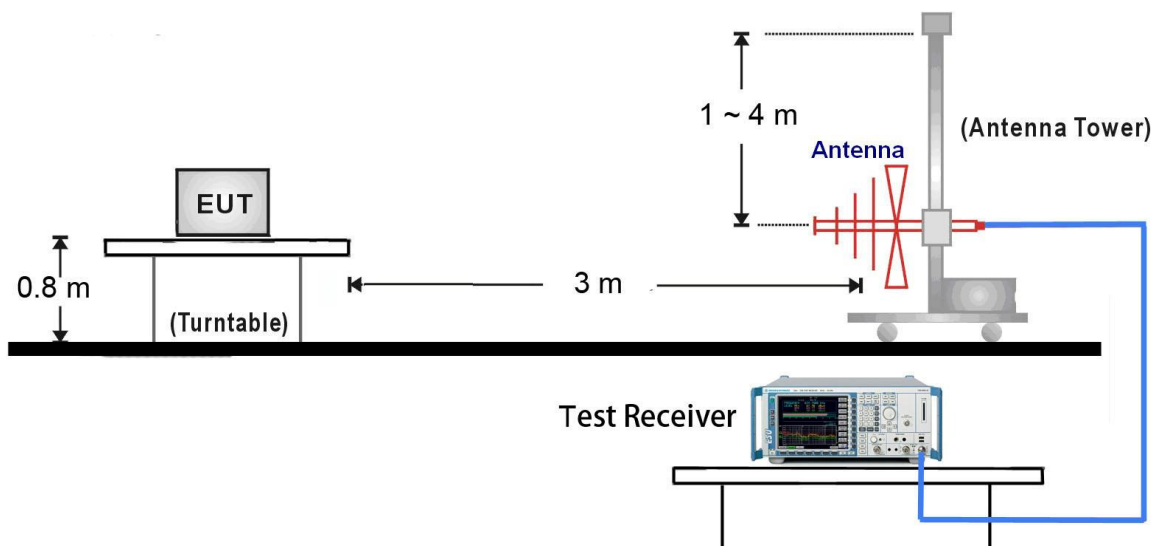 1 ~ 4 m
(Antenna Tower)
Antenna
EUT
0.8 m
3 m
(Turntable)
Test Receiver